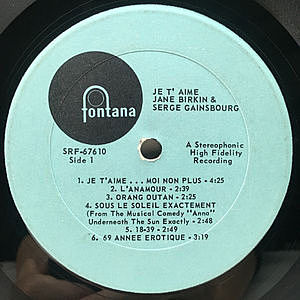 fontana
JE T' AIME
JANE BIRKIN &
SERGE GAINSBOURG
SRF-67610
Side 1
A Stereophonic
High Fidelity
Recording
1. JE T'AIME . . . MOI NON PLUS - 4:25
2. L'ANAMOUR - 2:39
3. ORANG OUTAN - 2:25
4. SOUS LE SOLEIL EXACTEMENT
(From The Musical Comedy "Anna"
Underneath The Sun Exactly - 2:48
5. 18-39 - 2:49
6. 69 ANNEE EROTIQUE - 3:19